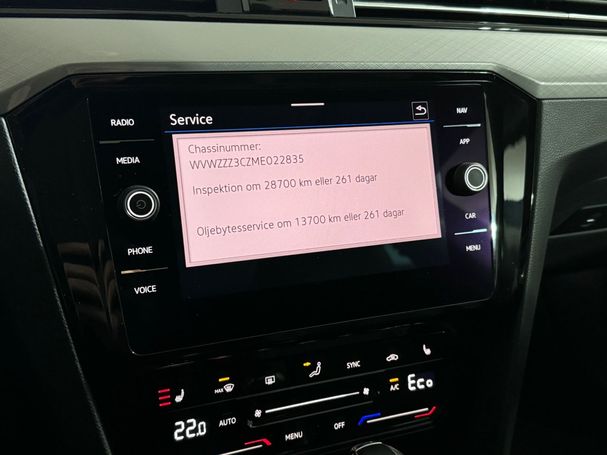 RADIO
MEDIA
PHONE
VOICE
Service
Chassinummer:
WVWZZZ3CZME022835
Inspektion om 28700 km eller 261 dagar
Oljebytesservice om 13700 km eller 261 dagar
NAV
APP
CAR
MENU
MAX
SYNC
A/C
Eco
22.0
AUTO
MENU
OFF